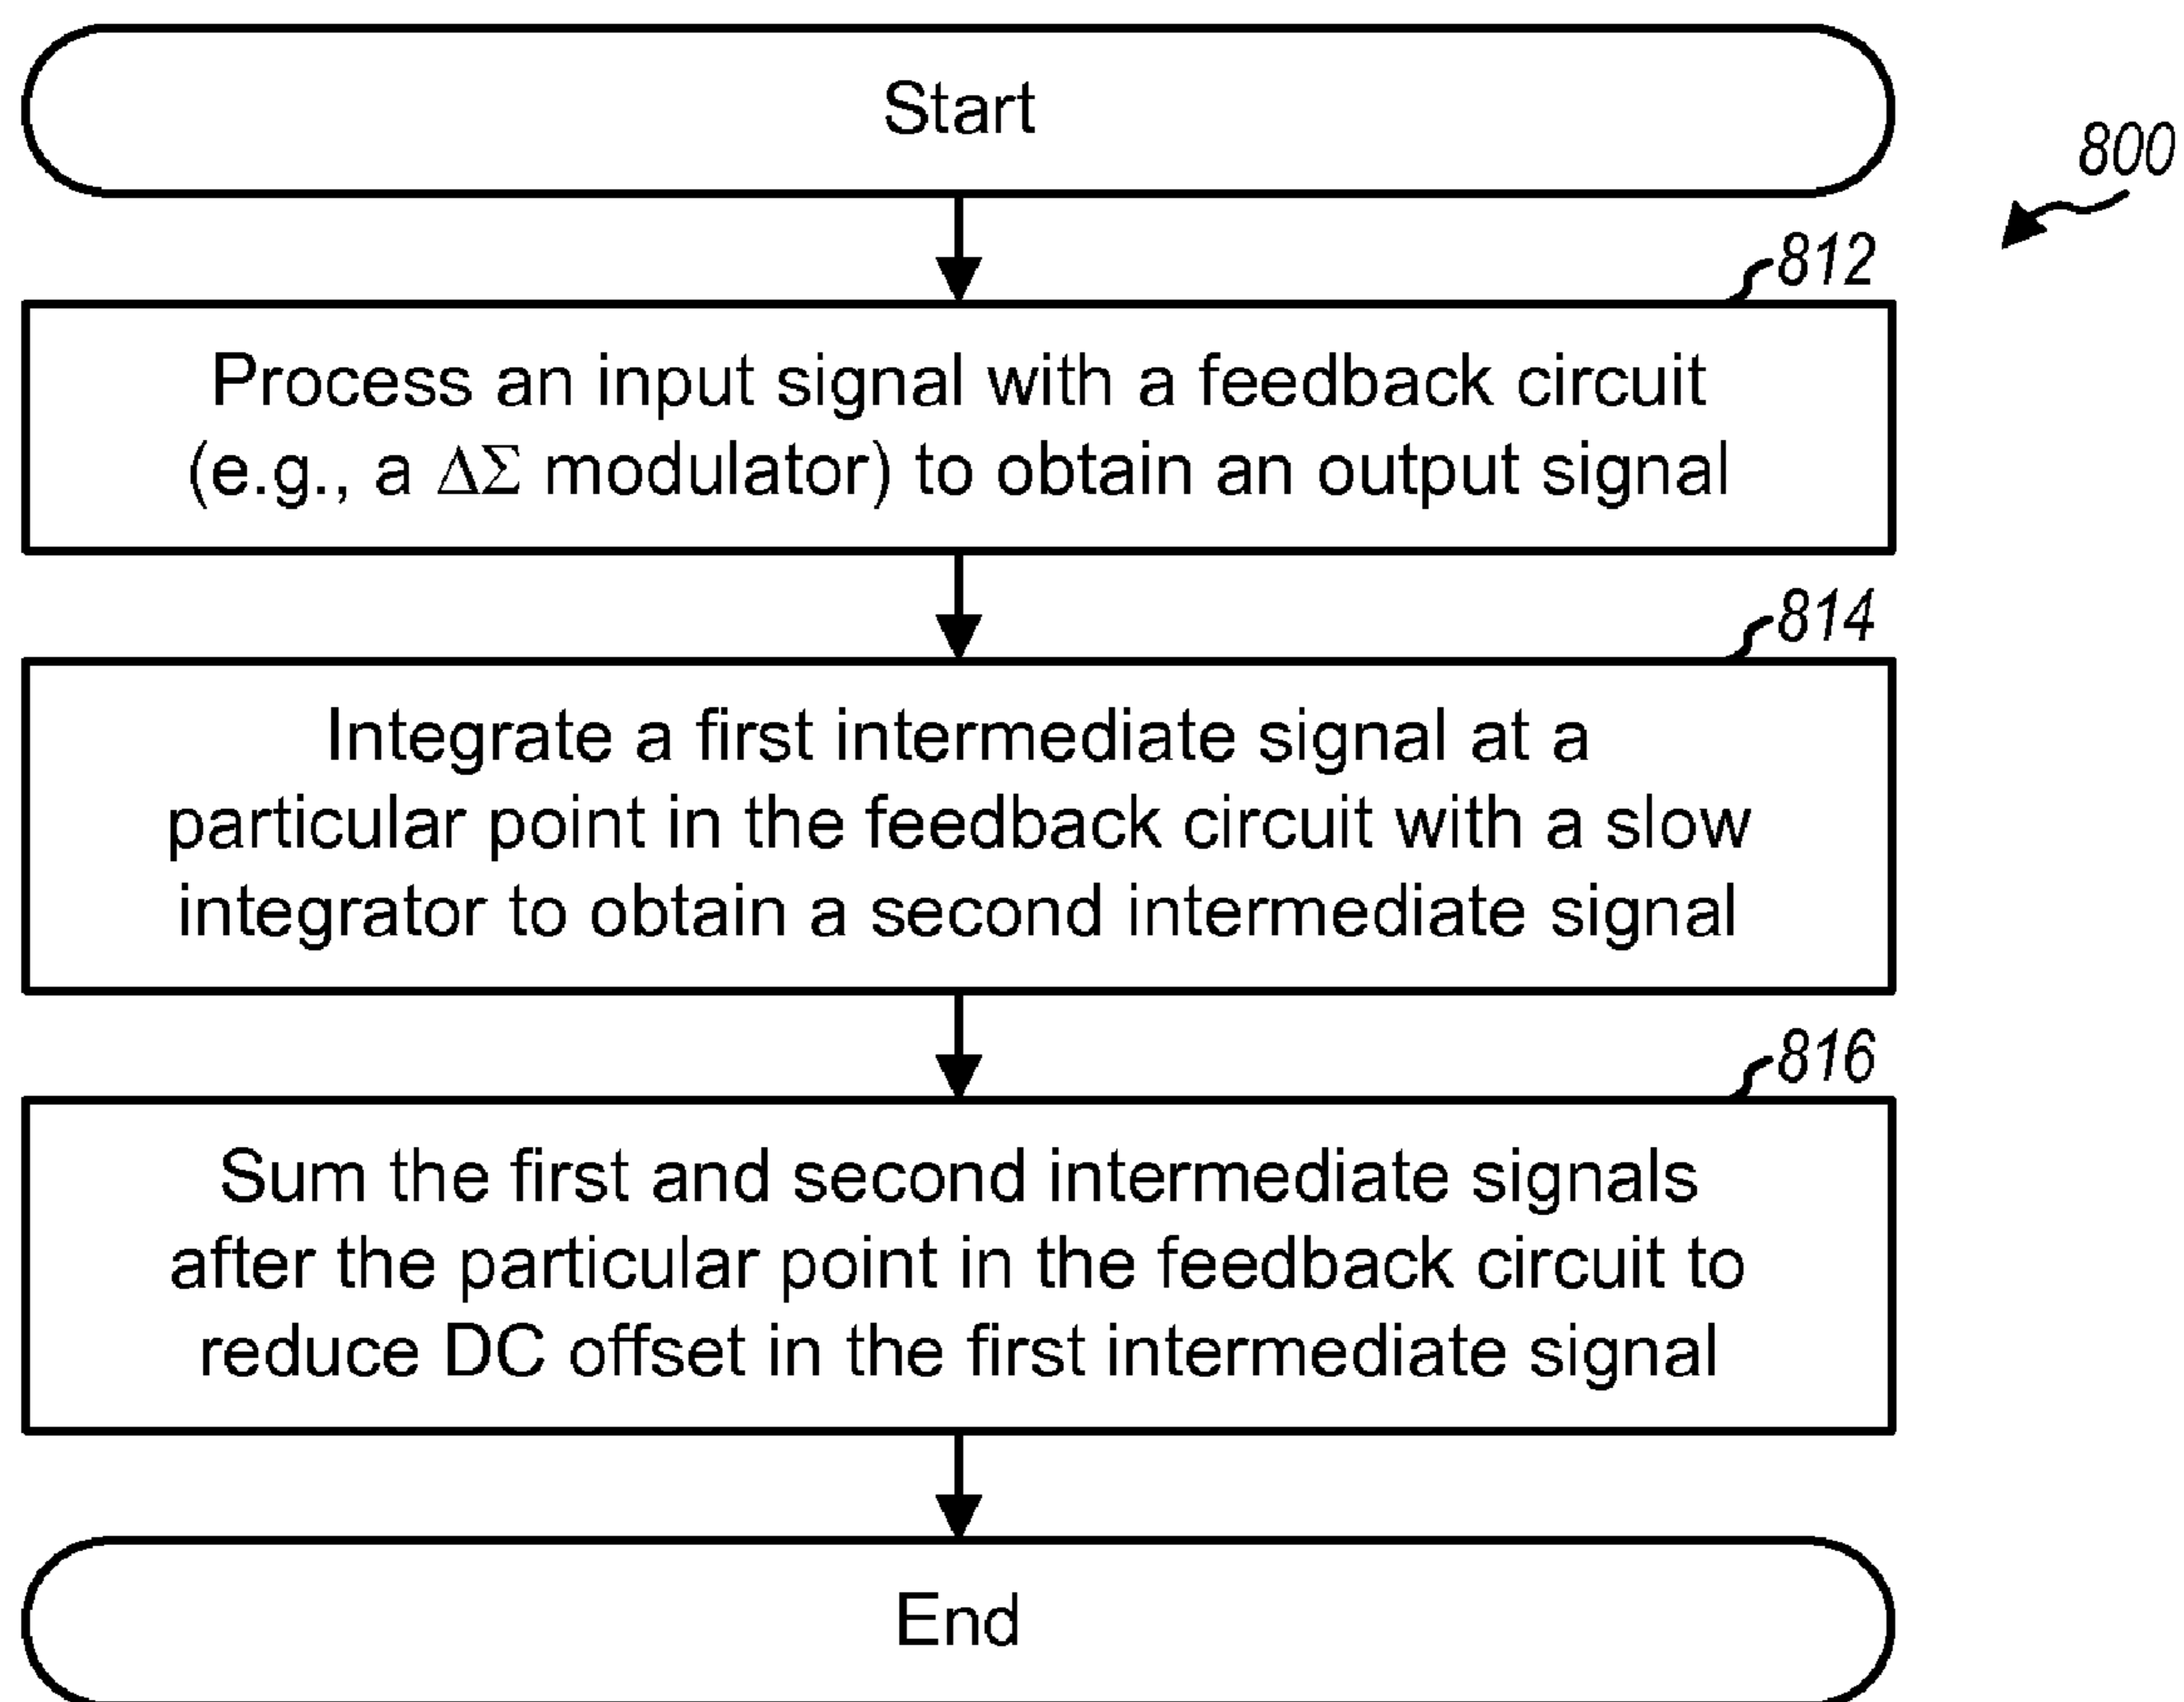 Start
800
812
Process an input signal with a feedback circuit
(e.g., a ΔΣ modulator) to obtain an output signal
814
Integrate a first intermediate signal at a
particular point in the feedback circuit with a slow
integrator to obtain a second intermediate signal
816
Sum the first and second intermediate signals
after the particular point in the feedback circuit to
reduce DC offset in the first intermediate signal
End